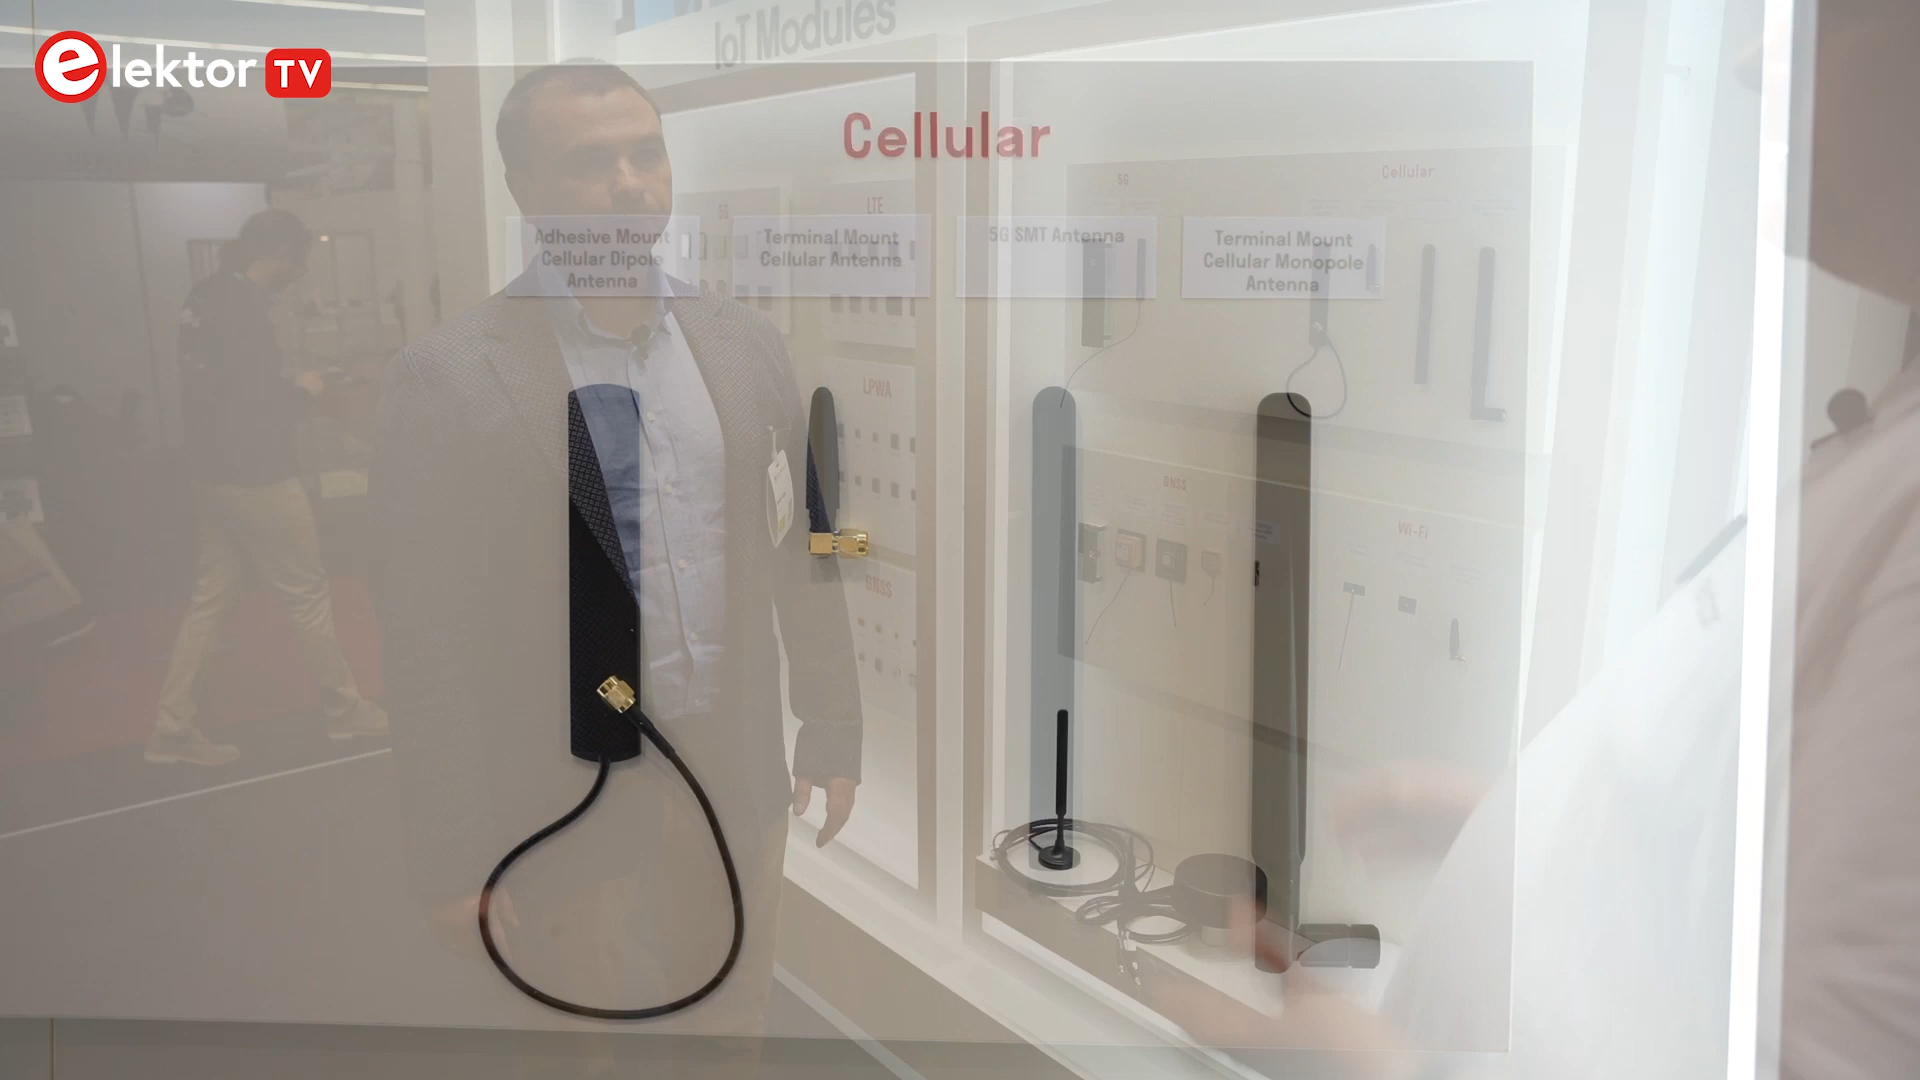 elektor TV
IoT Modules
Cellular
5G
Cellular
5G
LTE
Adhesive Mount
Cellular Dipole
Antenna
Terminal Mount
Cellular Antenna
5G SMT Antenna
Terminal Mount
Cellular Monopole
Antenna
LPWA
GNSS
Wi-Fi
GNSS